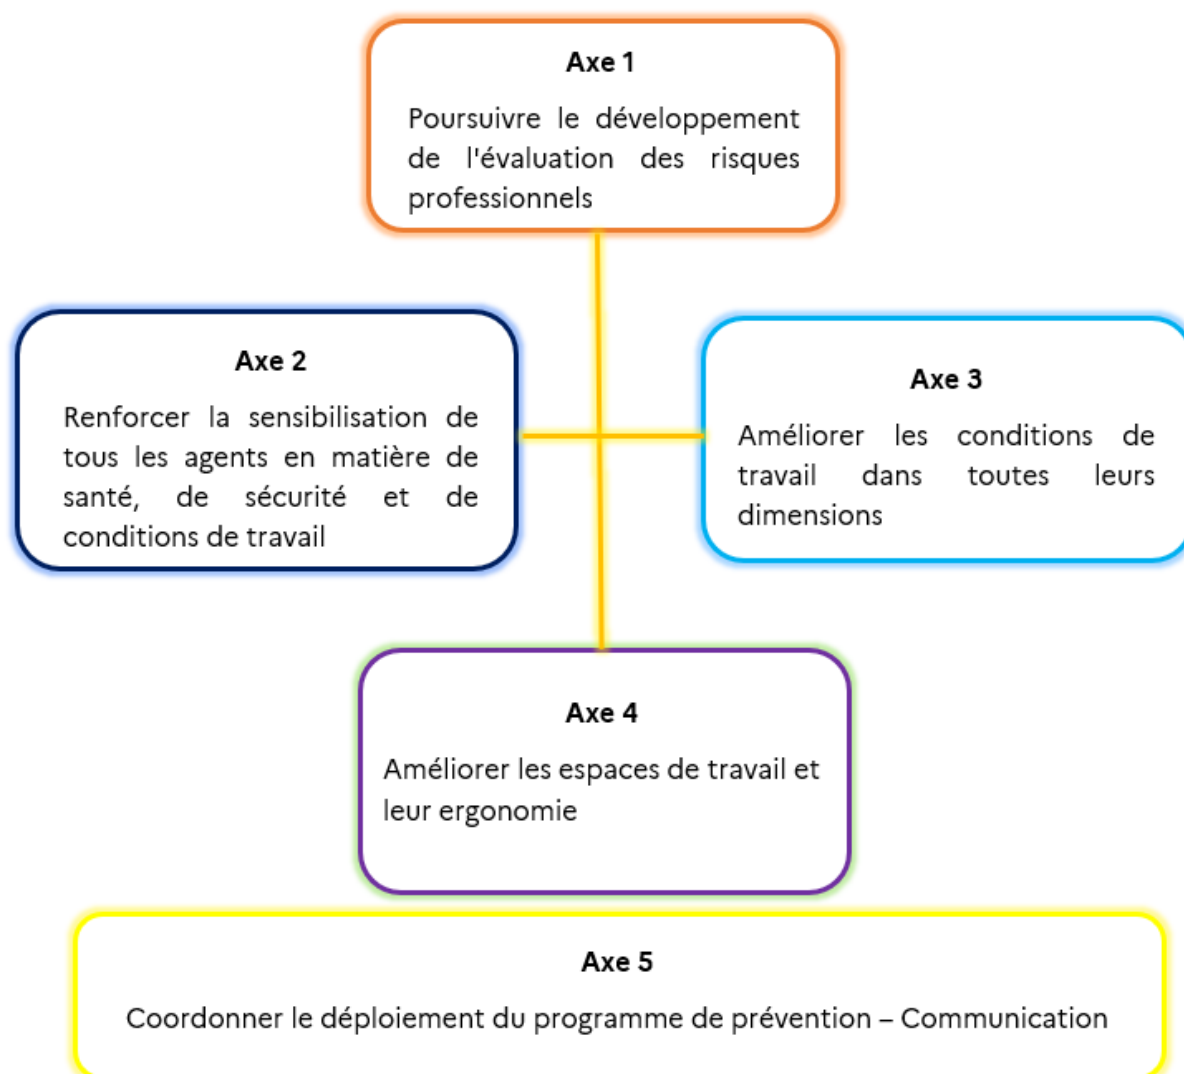 Axe 1
Poursuivre le développement
de l'évaluation des risques
professionnels
Axe 2
Renforcer la sensibilisation de
tous les agents en matière de
santé, de sécurité et de
conditions de travail
Axe 3
Améliorer les conditions de
travail dans toutes leurs
dimensions
Axe 4
Améliorer les espaces de travail et
leur ergonomie
Axe 5
Coordonner le déploiement du programme de prévention – Communication